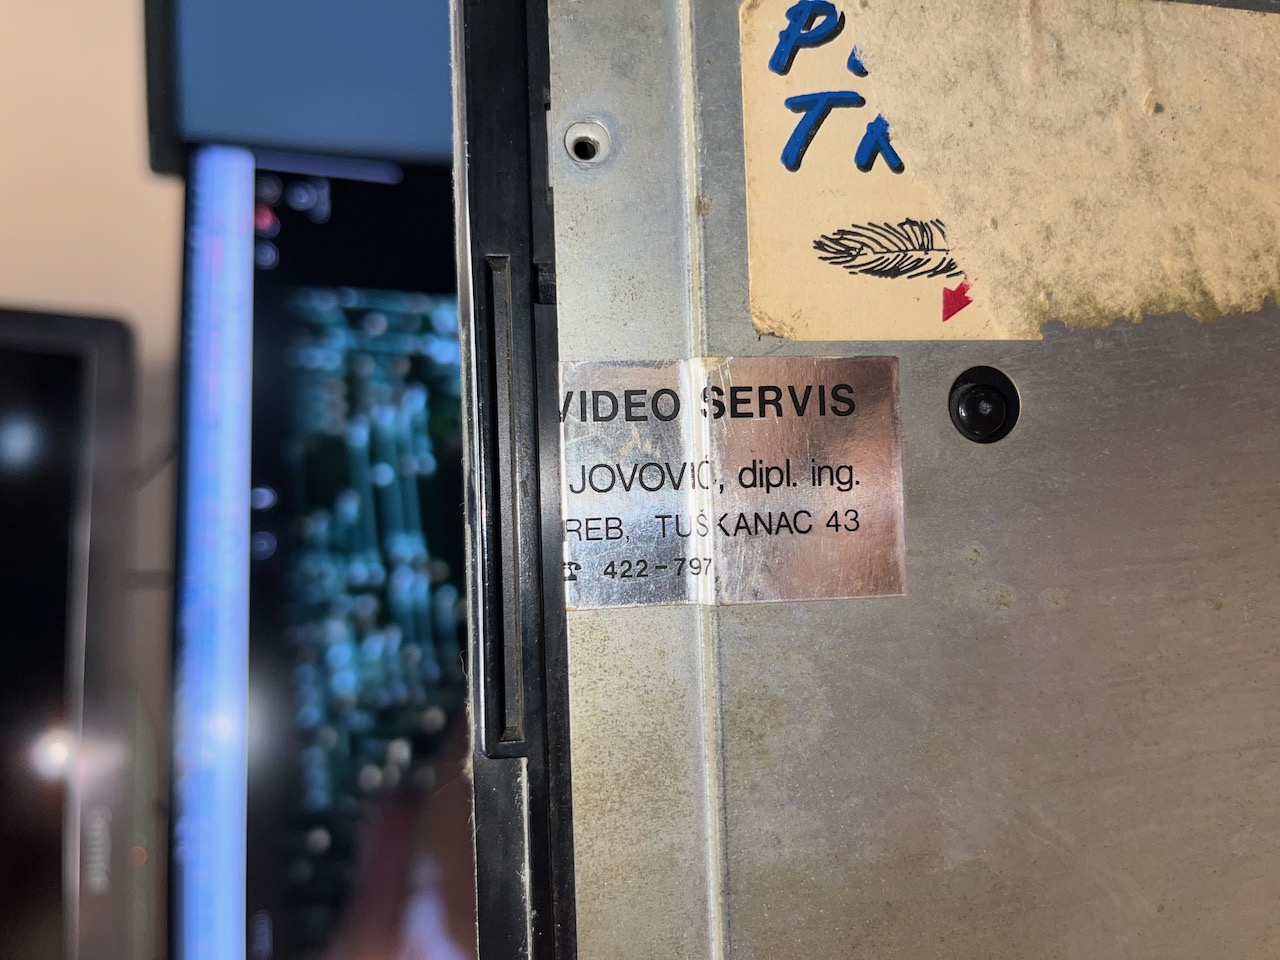 P
T
VIDEO SERVIS
JOVOVIĆ, dipl. ing.
REB, TUŠKANAC 43
☎ 422-797